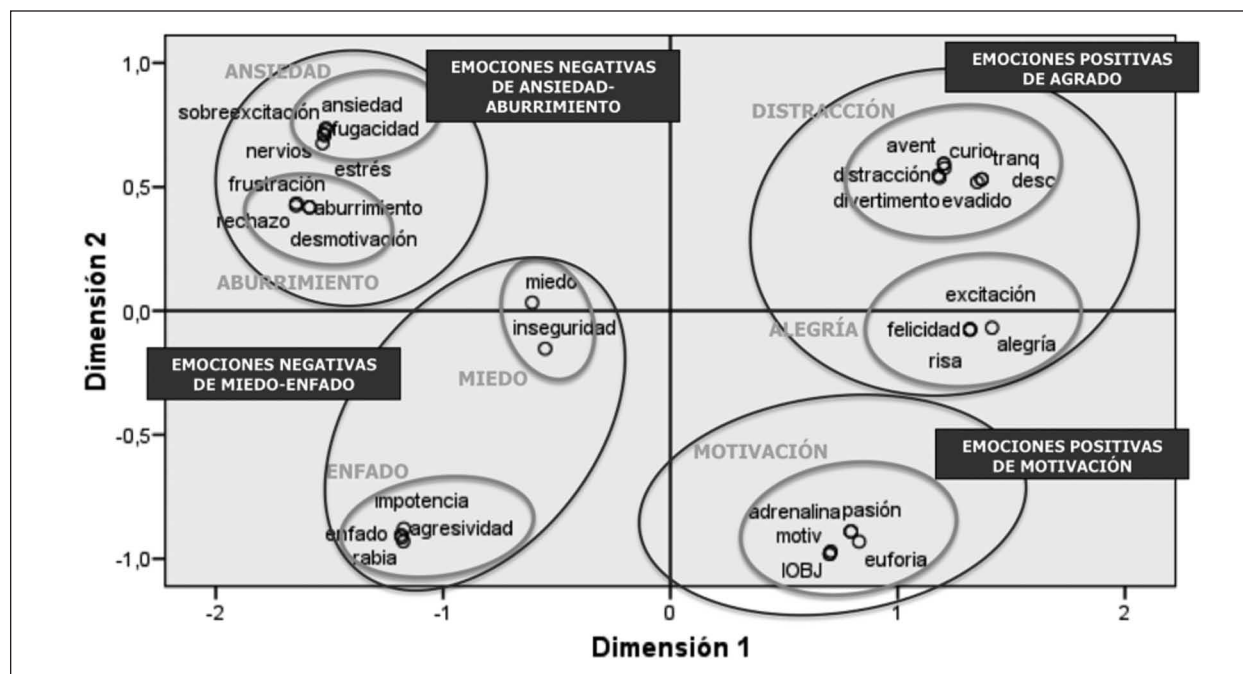 EMOCIONES NEGATIVAS
DE ANSIEDAD-
ABURRIMIENTO
EMOCIONES POSITIVAS
DE AGRADO
1,0
ANSIEDAD
sobreexcitación
ansiedad
fugacidad
nervios
estrés
DISTRACCIÓN
avent
curio
tranq
distracción
desc
divertimento
evadido
0,5
frustración
rechazo
aburrimiento
desmotivación
ABURRIMIENTO
Dimensión 2
0,0
miedo
inseguridad
MIEDO
excitación
ALEGRÍA
felicidad
alegría
risa
EMOCIONES NEGATIVAS
DE MIEDO-ENFADO
-0,5
ENFADO
impotencia
enfado
agresividad
rabia
MOTIVACIÓN
EMOCIONES POSITIVAS
DE MOTIVACIÓN
adrenalina
pasión
motiv
euforia
IOBJ
-1,0
-2
-1
0
1
2
Dimensión 1